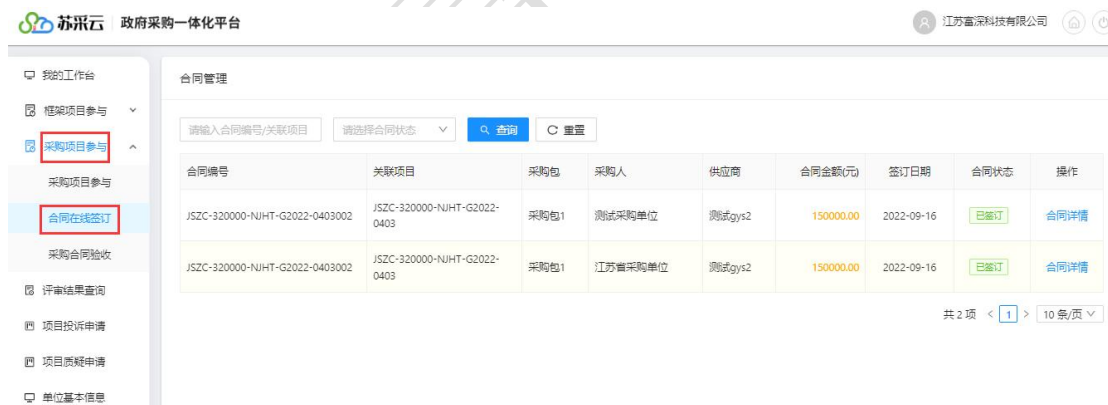 苏采云 政府采购一体化平台
江苏富深科技有限公司
我的工作台
框架项目参与
采购项目参与
采购项目参与
合同在线签订
采购合同验收
评审结果查询
项目投诉申请
项目质疑申请
单位基本信息
合同管理
请输入合同编号/关联项目 请选择合同状态 查询 重置
合同编号 关联项目 采购包 采购人 供应商 合同金额(元) 签订日期 合同状态 操作
JSZC-320000-NJHT-G2022-0403002 JSZC-320000-NJHT-G2022-0403 采购包1 测试采购单位 测试gys2 150000.00 2022-09-16 已签订 合同详情
JSZC-320000-NJHT-G2022-0403002 JSZC-320000-NJHT-G2022-0403 采购包1 江苏省采购单位 测试gys2 150000.00 2022-09-16 已签订 合同详情
共 2 项 < 1 > 10 条/页